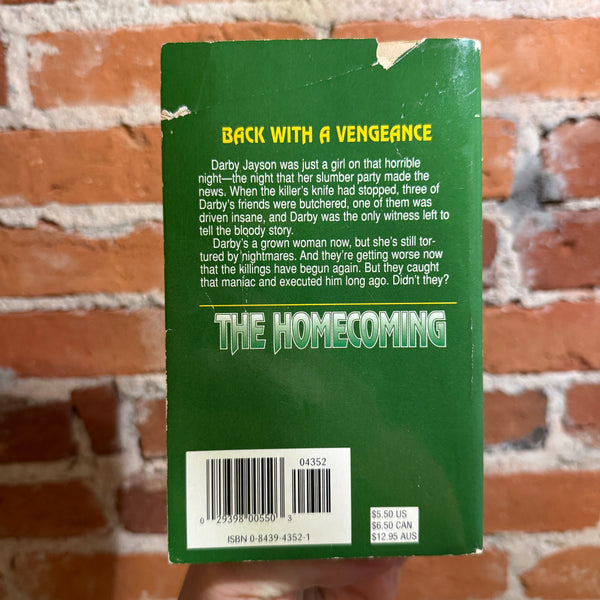 BACK WITH A VENGEANCE
Darby Jayson was just a girl on that horrible
night—the night that her slumber party made the
news. When the killer's knife had stopped, three of
Darby's friends were butchered, one of them was
driven insane, and Darby was the only witness left to
tell the bloody story.
Darby's a grown woman now, but she's still tor-
tured by nightmares. And they're getting worse now
that the killings have begun again. But they caught
that maniac and executed him long ago. Didn't they?
THE HOMECOMING
04352
0 29398 00550 3
ISBN 0-8439-4352-1
$5.50 US
$6.50 CAN
$12.95 AUS